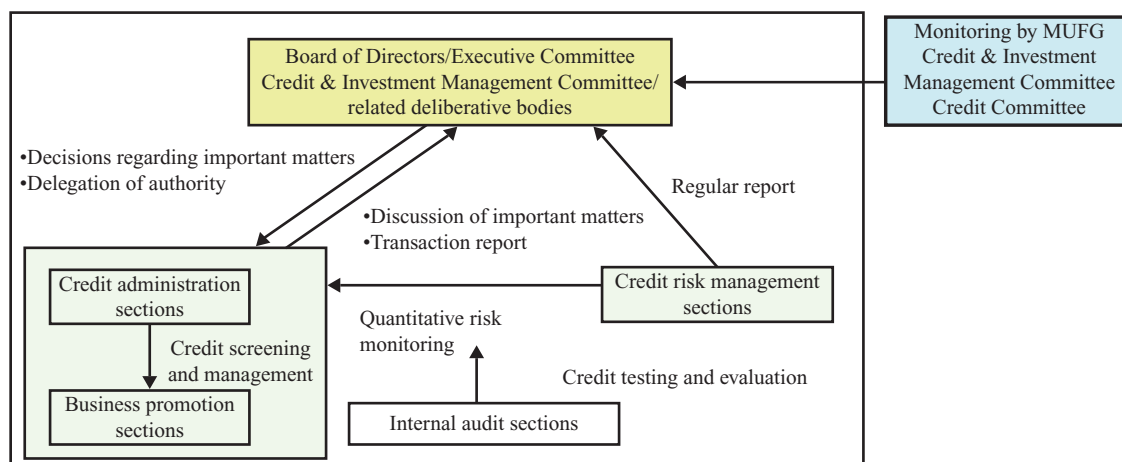 Board of Directors/Executive Committee
Credit & Investment Management Committee/
related deliberative bodies
Monitoring by MUFG
Credit & Investment
Management Committee
Credit Committee
•Decisions regarding important matters
•Delegation of authority
Regular report
•Discussion of important matters
•Transaction report
Credit administration
sections
Credit risk management
sections
Quantitative risk
monitoring
Credit screening
and management
Credit testing and evaluation
Business promotion
sections
Internal audit sections